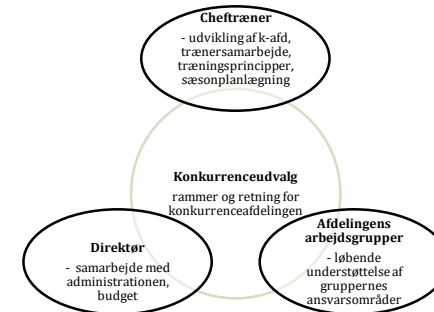 Cheftræner
- udvikling af k-afd,
trænersamarbejde,
træningsprincipper,
sæsonplanlægning
Konkurrenceudvalg
rammer og retning for
konkurrenceafdelingen
Direktør
- samarbejde med
administrationen,
budget
Afdelingens
arbejdsgrupper
- løbende
understøttelse af
gruppernes
ansvarsområder